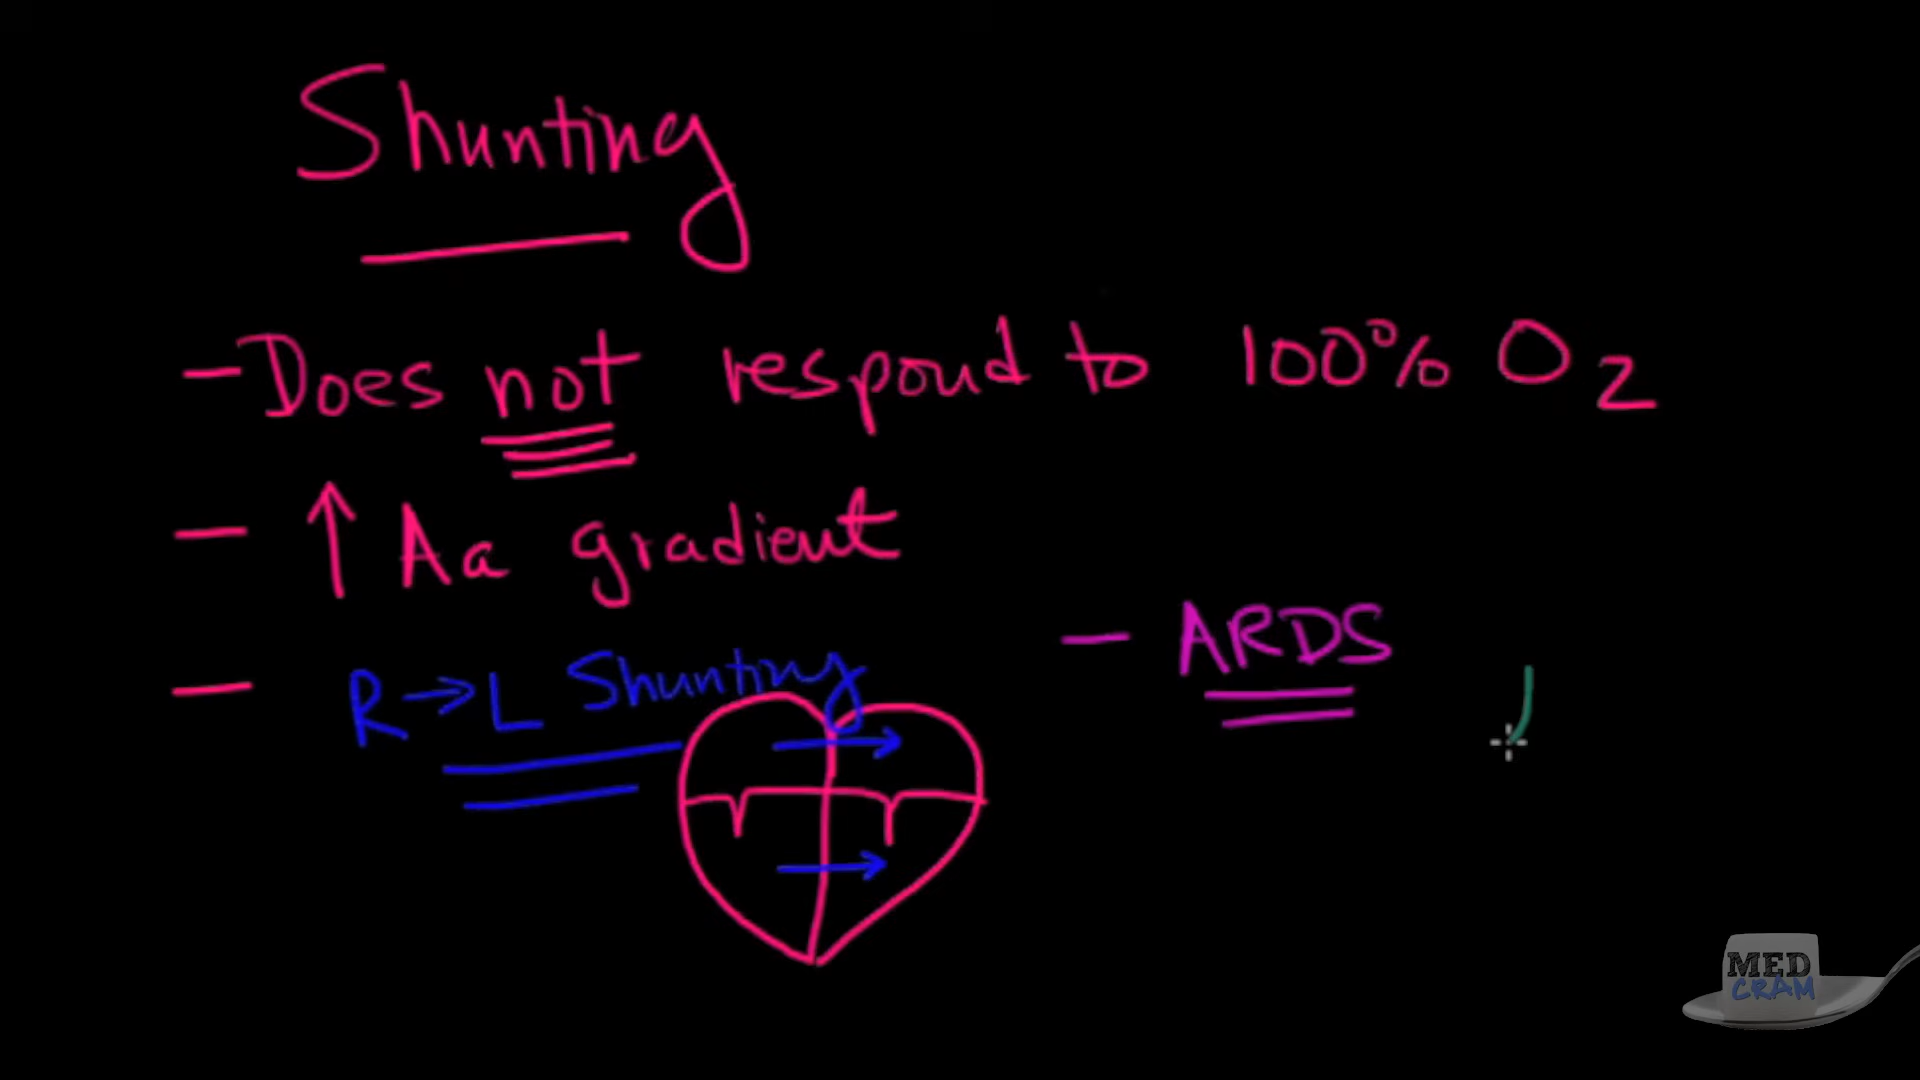 Shunting
- Does not respond to 100% O2
- ↑ Aa gradient
- R → L Shunting
- ARDS
MED
CRAM